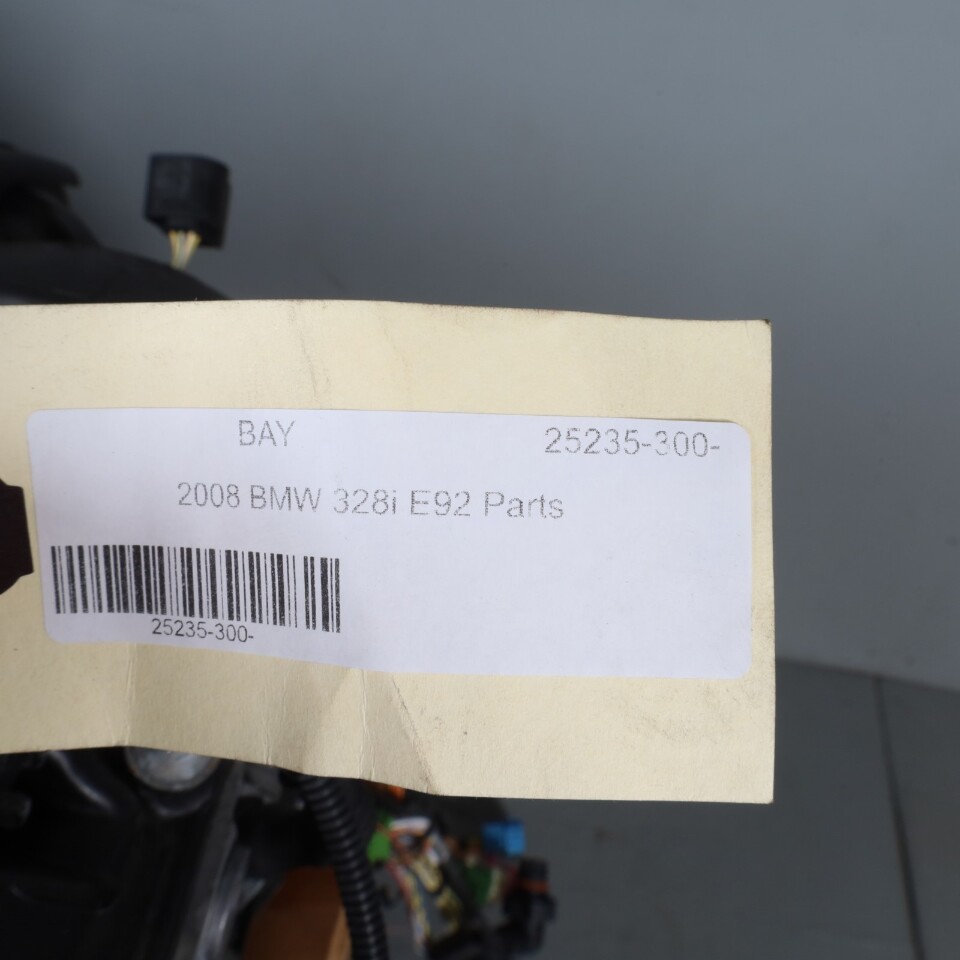 BAY 25235-300-
2008 BMW 328i E92 Parts
25235-300-